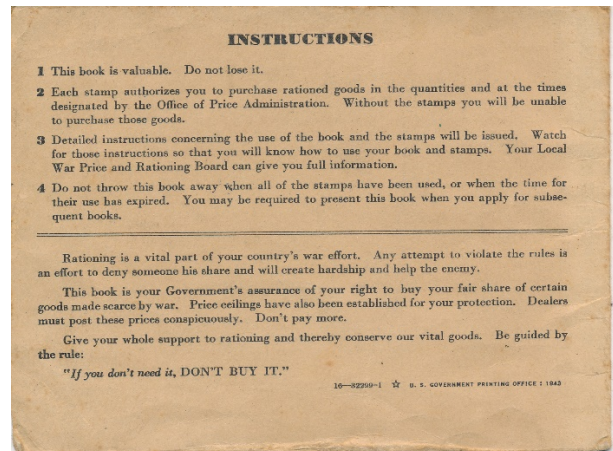 INSTRUCTIONS
1 This book is valuable. Do not lose it.
2 Each stamp authorizes you to purchase rationed goods in the quantities and at the times
designated by the Office of Price Administration. Without the stamps you will be unable
to purchase those goods.
3 Detailed instructions concerning the use of the book and the stamps will be issued. Watch
for those instructions so that you will know how to use your book and stamps. Your Local
War Price and Rationing Board can give you full information.
4 Do not throw this book away when all of the stamps have been used, or when the time for
their use has expired. You may be required to present this book when you apply for subse-
quent books.
Rationing is a vital part of your country's war effort. Any attempt to violate the rules is
an effort to deny someone his share and will create hardship and help the enemy.
This book is your Government's assurance of your right to buy your fair share of certain
goods made scarce by war. Price ceilings have also been established for your protection. Dealers
must post these prices conspicuously. Don't pay more.
Give your whole support to rationing and thereby conserve our vital goods. Be guided by
the rule:
"If you don't need it, DON'T BUY IT."
16—32299-1 ☆ U. S. GOVERNMENT PRINTING OFFICE : 1943